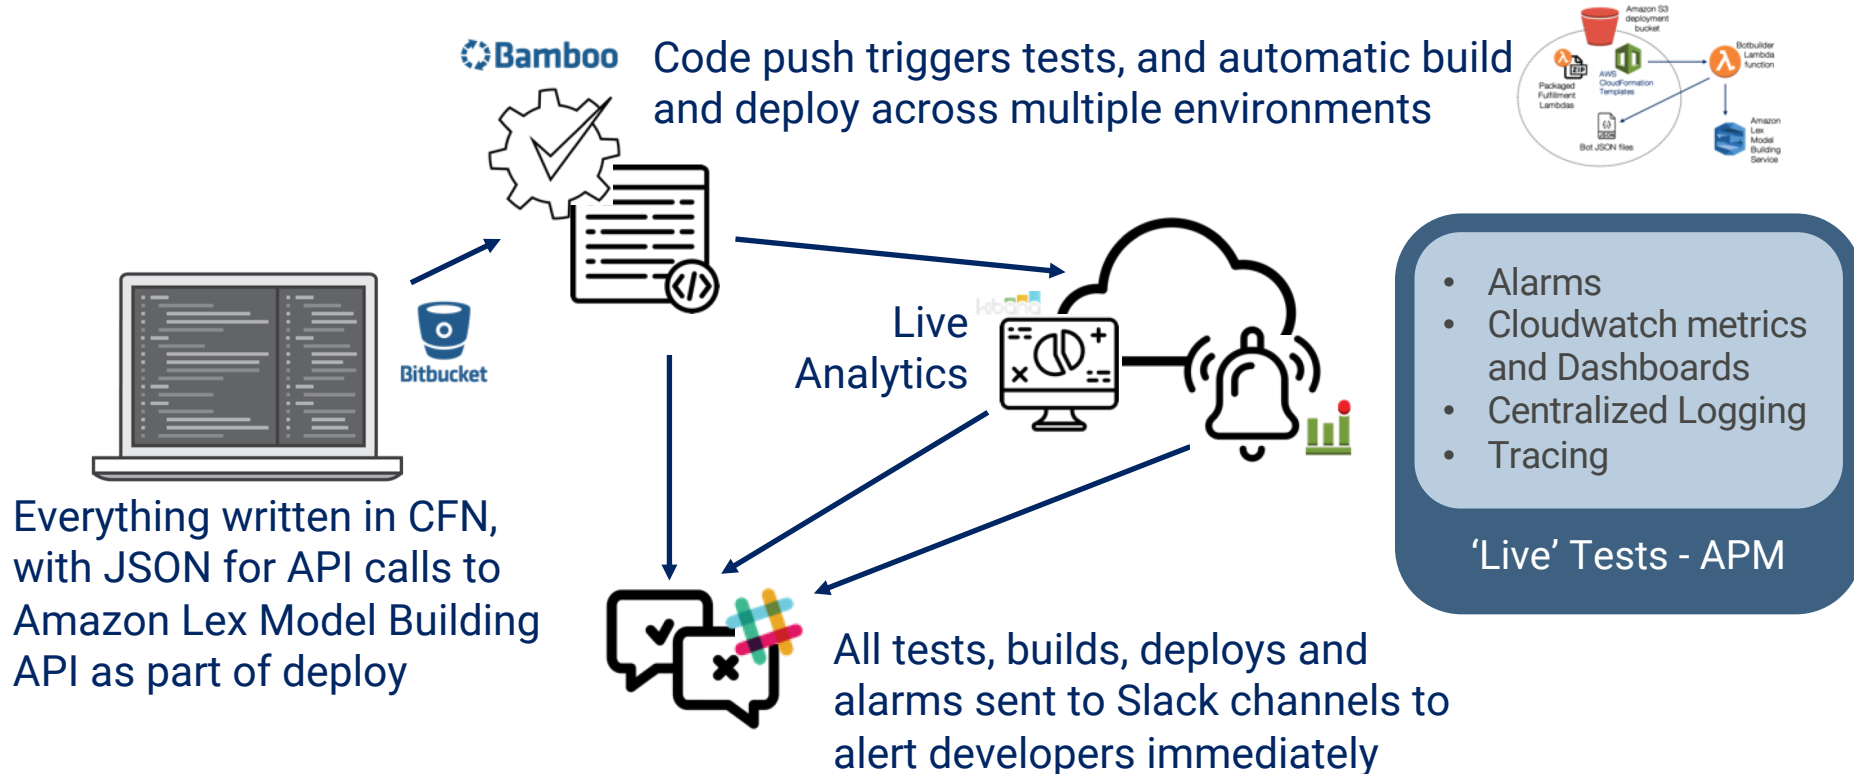 Bamboo
Code push triggers tests, and automatic build
and deploy across multiple environments
Amazon S3
deployment
bucket
Botbuilder
Lambda
function
ZIP
AWS
CloudFormation
Templates
Packaged
Fulfillment
Lambdas
JSON
Bot JSON files
Amazon
Lex
Model
Building
Service
Bitbucket
kibana
Live
Analytics
• Alarms
• Cloudwatch metrics
and Dashboards
• Centralized Logging
• Tracing
‘Live’ Tests - APM
Everything written in CFN,
with JSON for API calls to
Amazon Lex Model Building
API as part of deploy
All tests, builds, deploys and
alarms sent to Slack channels to
alert developers immediately